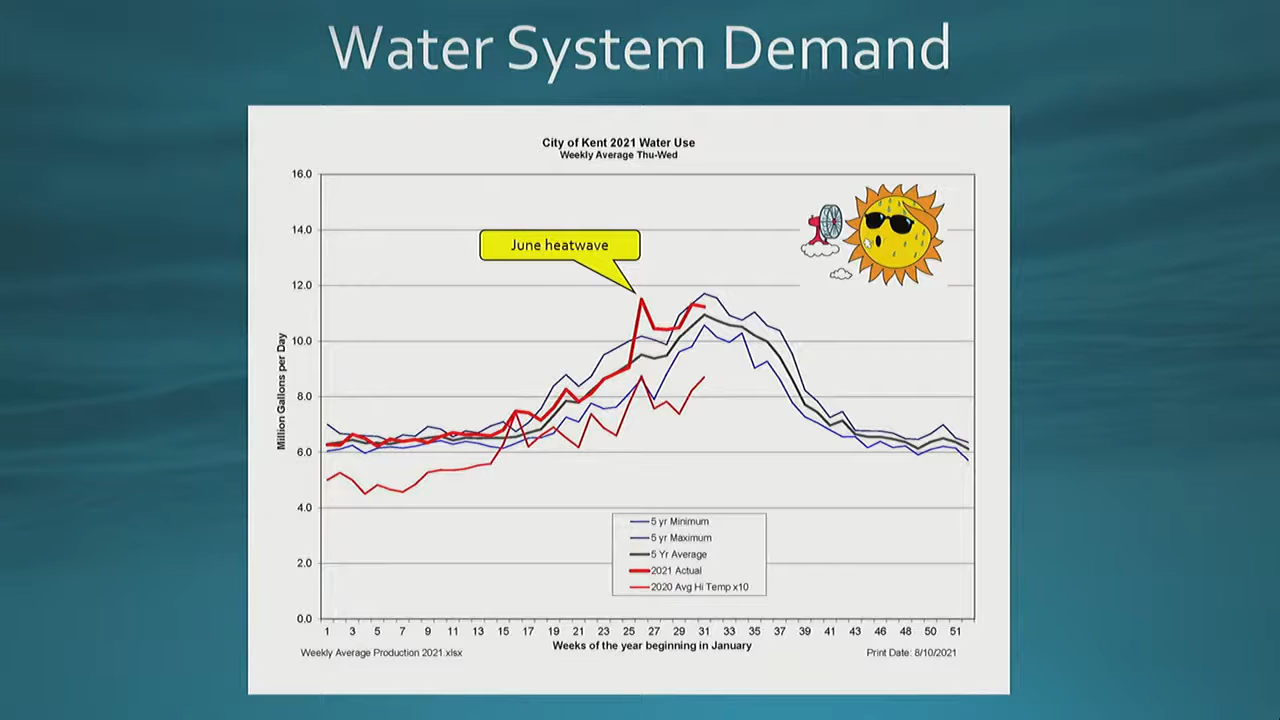 Water System Demand
City of Kent 2021 Water Use
Weekly Average Thu-Wed
16.0
14.0
12.0
10.0
8.0
6.0
4.0
2.0
0.0
Million Gallons per Day
June heatwave
5 yr Minimum
5 yr Maximum
5 Yr Average
2021 Actual
2020 Avg Hi Temp x10
1 3 5 7 9 11 13 15 17 19 21 23 25 27 29 31 33 35 37 39 41 43 46 48 50 51
Weeks of the year beginning in January
Weekly Average Production 2021.xlsx
Print Date: 8/10/2021